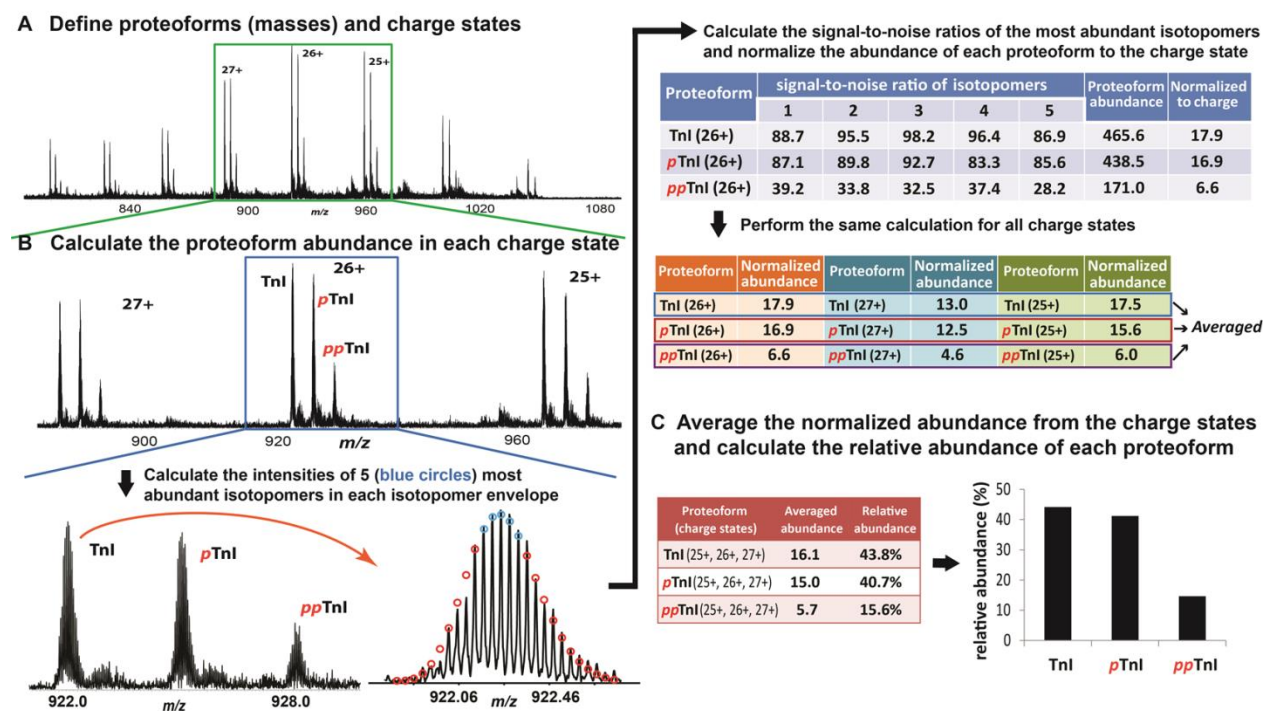 A Define proteoforms (masses) and charge states
27+
26+
25+
840
900
m/z
960
1020
1080
B Calculate the proteoform abundance in each charge state
27+
TnI
26+
pTnI
ppTnI
25+
900
920
m/z
960
Calculate the intensities of 5 (blue circles) most
abundant isotopomers in each isotopomer envelope
TnI
pTnI
ppTnI
922.0
m/z
928.0
922.06
m/z
922.46
Calculate the signal-to-noise ratios of the most abundant isotopomers
and normalize the abundance of each proteoform to the charge state
Proteoform signal-to-noise ratio of isotopomers Proteoform abundance Normalized to charge
1 2 3 4 5
TnI (26+) 88.7 95.5 98.2 96.4 86.9 465.6 17.9
pTnI (26+) 87.1 89.8 92.7 83.3 85.6 438.5 16.9
ppTnI (26+) 39.2 33.8 32.5 37.4 28.2 171.0 6.6
Perform the same calculation for all charge states
Proteoform Normalized abundance Proteoform Normalized abundance Proteoform Normalized abundance
TnI (26+) 17.9 TnI (27+) 13.0 TnI (25+) 17.5
pTnI (26+) 16.9 pTnI (27+) 12.5 pTnI (25+) 15.6 Averaged
ppTnI (26+) 6.6 ppTnI (27+) 4.6 ppTnI (25+) 6.0
C Average the normalized abundance from the charge states
and calculate the relative abundance of each proteoform
Proteoform Averaged Relative
(charge states) abundance abundance
TnI (25+, 26+, 27+) 16.1 43.8%
pTnI (25+, 26+, 27+) 15.0 40.7%
ppTnI (25+, 26+, 27+) 5.7 15.6%
relative abundance (%)
50
40
30
20
10
0
TnI pTnI ppTnI